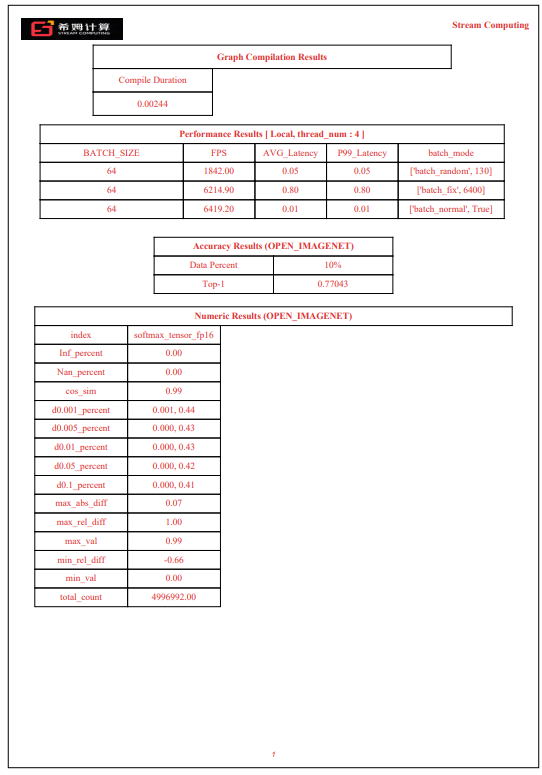 希姆计算
STREAM COMPUTING
Stream Computing
Graph Compilation Results
Compile Duration
0.00244
Performance Results [ Local, thread_num : 4 ]
BATCH_SIZE FPS AVG_Latency P99_Latency batch_mode
64 1842.00 0.05 0.05 ['batch_random', 130]
64 6214.90 0.80 0.80 ['batch_fix', 6400]
64 6419.20 0.01 0.01 ['batch_normal', True]
Accuracy Results (OPEN_IMAGENET)
Data Percent 10%
Top-1 0.77043
Numeric Results (OPEN_IMAGENET)
index softmax_tensor_fp16
Inf_percent 0.00
Nan_percent 0.00
cos_sim 0.99
d0.001_percent 0.001, 0.44
d0.005_percent 0.000, 0.43
d0.01_percent 0.000, 0.43
d0.05_percent 0.000, 0.42
d0.1_percent 0.000, 0.41
max_abs_diff 0.07
max_rel_diff 1.00
max_val 0.99
min_rel_diff -0.66
min_val 0.00
total_count 4996992.00
1